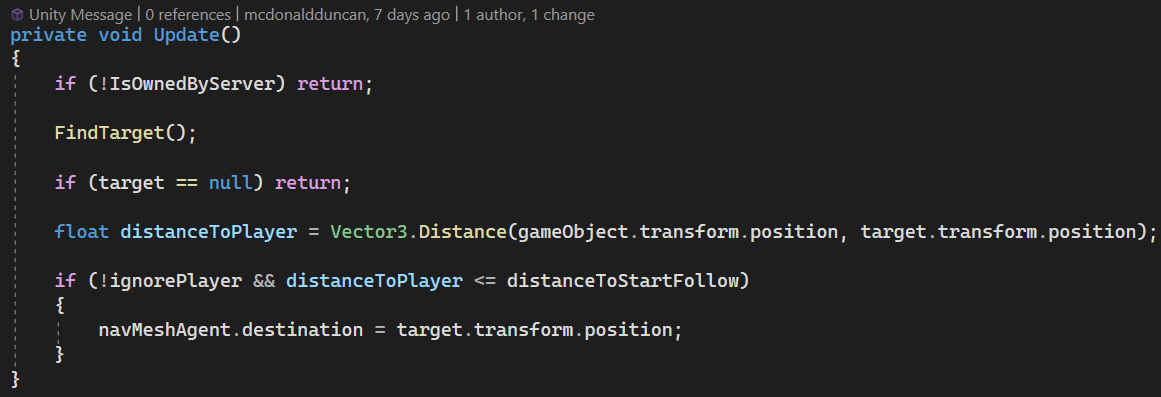 Unity Message | 0 references | mcdonaldduncan, 7 days ago | 1 author, 1 change
private void Update()
{
    if (!IsOwnedByServer) return;
    FindTarget();
    if (target == null) return;
    float distanceToPlayer = Vector3.Distance(gameObject.transform.position, target.transform.position);
    if (!ignorePlayer && distanceToPlayer <= distanceToStartFollow)
    {
        navMeshAgent.destination = target.transform.position;
    }
}